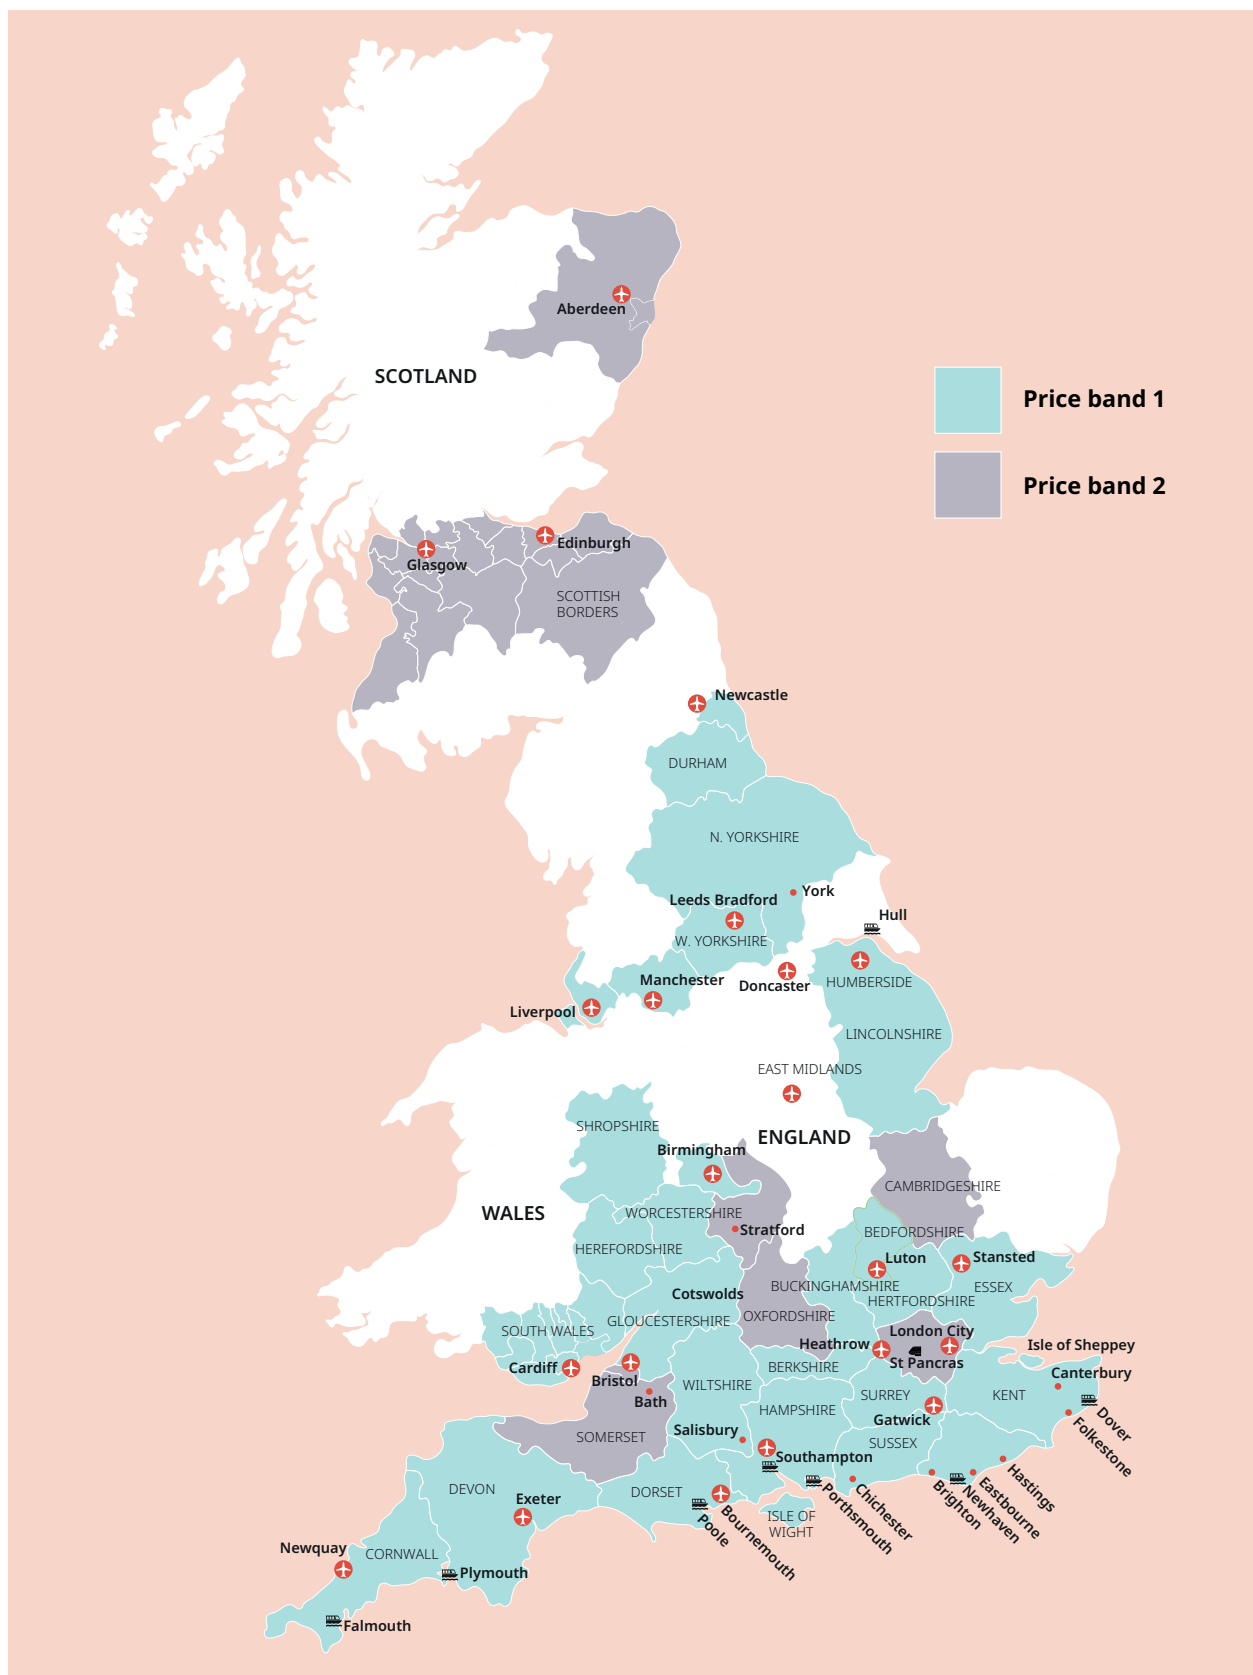 Aberdeen
SCOTLAND
Price band 1
Price band 2
Edinburgh
Glasgow
SCOTTISH
BORDERS
Newcastle
DURHAM
N. YORKSHIRE
York
Leeds Bradford
Hull
W. YORKSHIRE
Manchester
Doncaster
HUMBERSIDE
Liverpool
LINCOLNSHIRE
EAST MIDLANDS
SHROPSHIRE
ENGLAND
Birmingham
CAMBRIDGESHIRE
WALES
WORCESTERSHIRE
Stratford
BEDFORDSHIRE
HEREFORDSHIRE
Luton
Stansted
BUCKINGHAMSHIRE
ESSEX
Cotswolds
HERTFORDSHIRE
OXFORDSHIRE
GLOUCESTERSHIRE
SOUTH WALES
London City
Heathrow
Isle of Sheppey
St Pancras
Cardiff
BERKSHIRE
Canterbury
Bristol
WILTSHIRE
SURREY
KENT
Bath
HAMPSHIRE
Gatwick
Dover
Folkestone
Salisbury
SOMERSET
SUSSEX
Southampton
Hastings
DEVON
DORSET
Exeter
Poole
Bournemouth
ISLE OF
WIGHT
Porthsmouth
Chichester
Brighton
Newhaven
Eastbourne
Newquay
CORNWALL
Plymouth
Falmouth